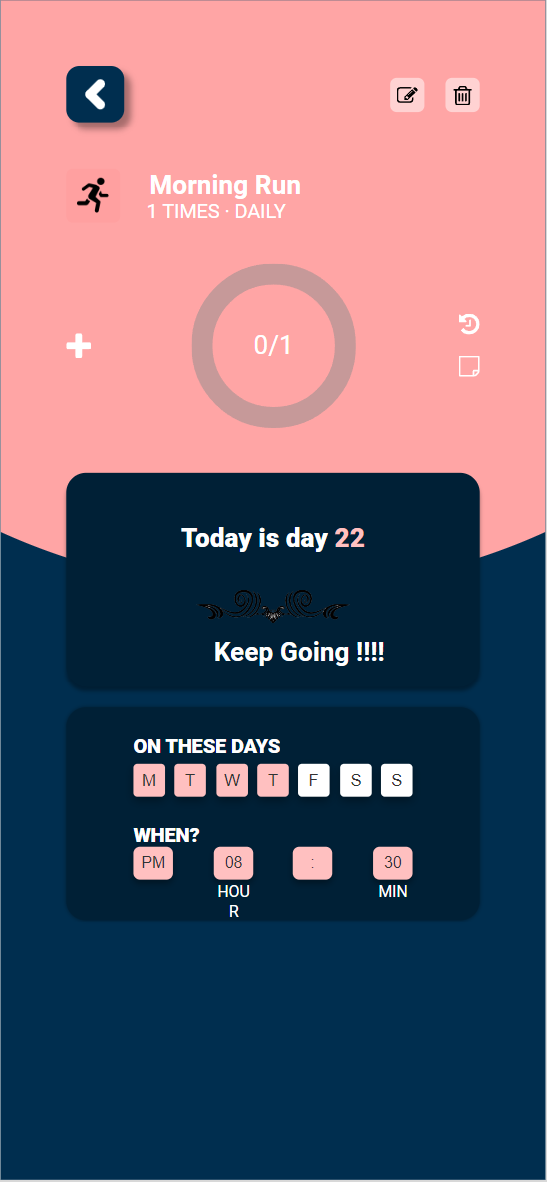 Morning Run
1 TIMES · DAILY
0/1
Today is day 22
Keep Going !!!!
ON THESE DAYS
M T W T F S S
WHEN?
PM 08 : 30
HOU
R
MIN